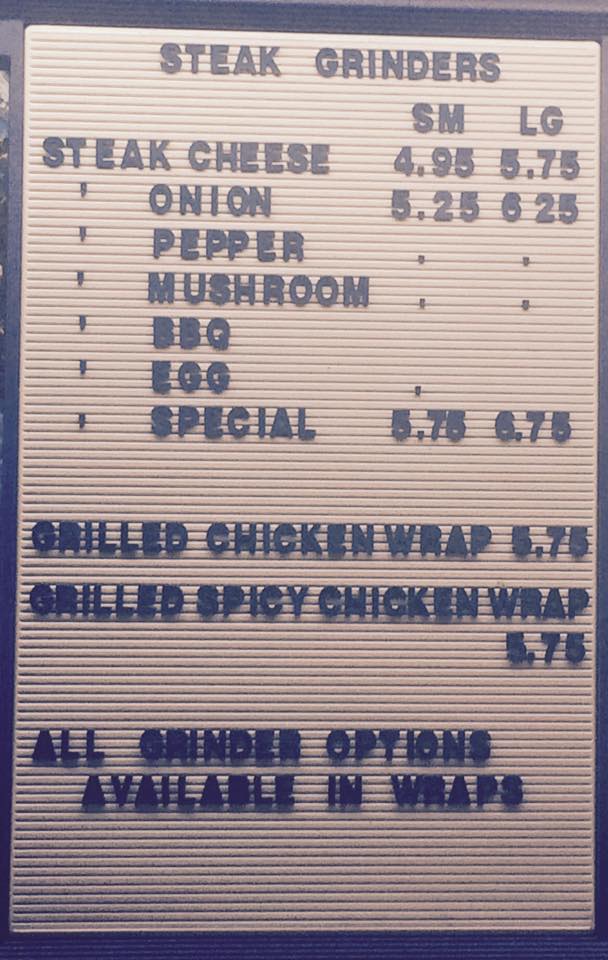 STEAK GRINDERS
SM LG
STEAK CHEESE 4.95 5.75
' ONION 5.25 6 25
' PEPPER , ,
' MUSHROOM , ,
' BBQ
' EGG ,
' SPECIAL 5.75 6.75
GRILLED CHICKEN WRAP 5.75
GRILLED SPICY CHICKEN WRAP
5.75
ALL GRINDER OPTIONS
AVAILABLE IN WRAPS